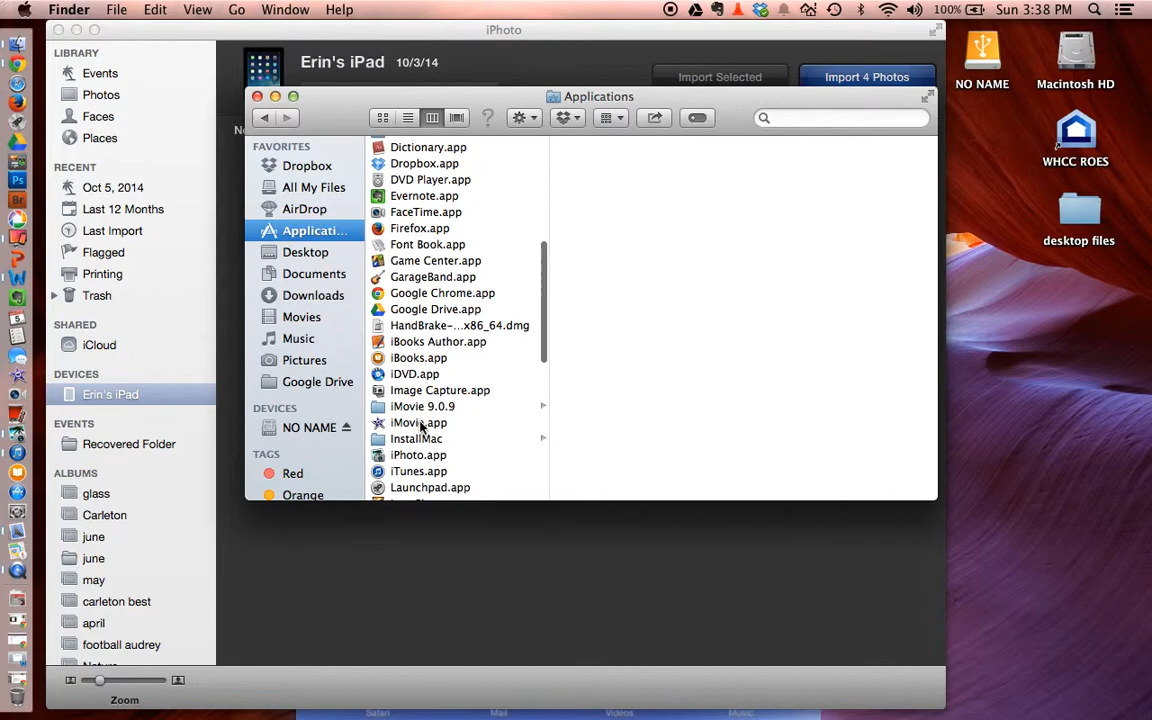 Finder File Edit View Go Window Help
100% Sun 3:38 PM
iPhoto
LIBRARY
Events
Photos
Faces
Places
RECENT
Oct 5, 2014
Last 12 Months
Last Import
Flagged
Printing
Trash
SHARED
iCloud
DEVICES
Erin's iPad
EVENTS
Recovered Folder
ALBUMS
glass
Carleton
june
june
may
carleton best
april
football audrey
Zoom
Erin's iPad 10/3/14
Import Selected
Import 4 Photos
Applications
FAVORITES
Dropbox
All My Files
AirDrop
Applicati...
Desktop
Documents
Downloads
Movies
Music
Pictures
Google Drive
DEVICES
NO NAME
TAGS
Red
Orange
Dictionary.app
Dropbox.app
DVD Player.app
Evernote.app
FaceTime.app
Firefox.app
Font Book.app
Game Center.app
GarageBand.app
Google Chrome.app
Google Drive.app
HandBrake-...x86_64.dmg
iBooks Author.app
iBooks.app
iDVD.app
Image Capture.app
iMovie 9.0.9
iMovie.app
InstallMac
iPhoto.app
iTunes.app
Launchpad.app
NO NAME
Macintosh HD
WHCC ROES
desktop files
Safari Mail Videos Music